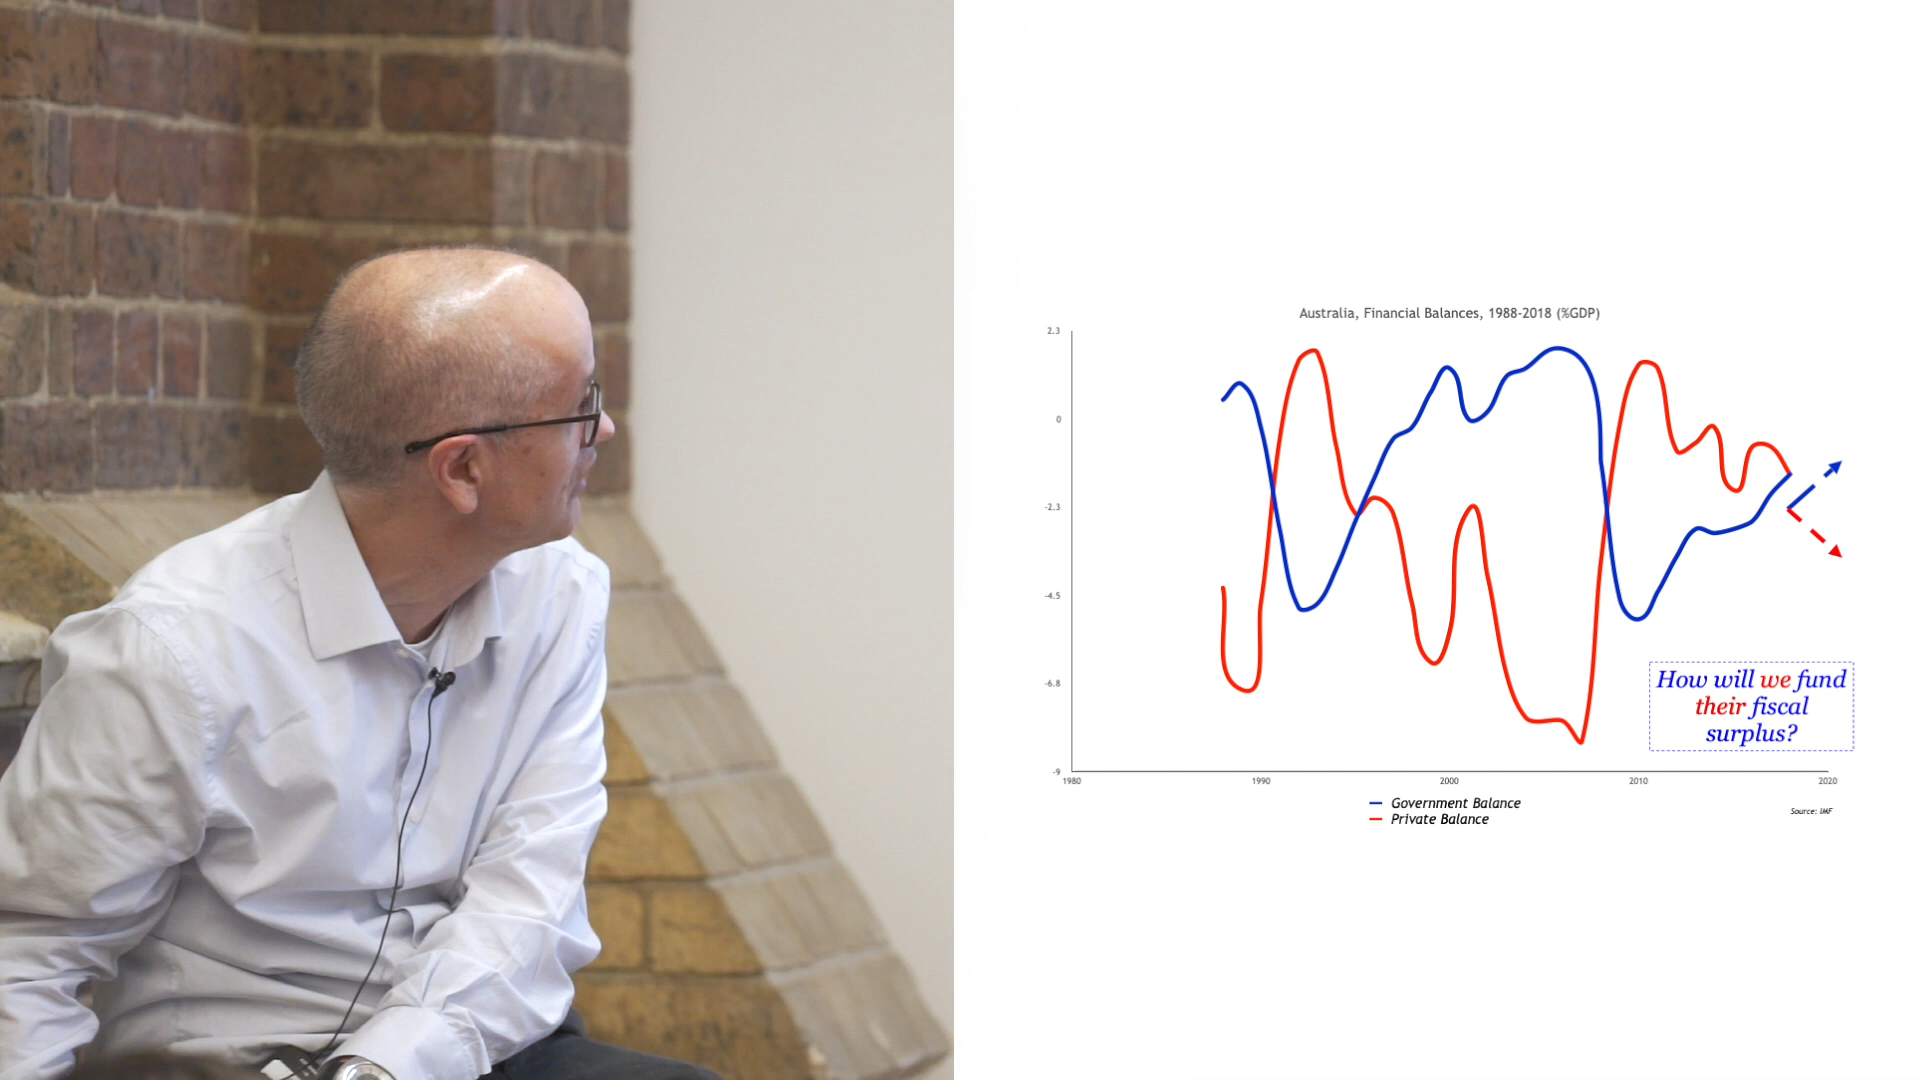 Australia, Financial Balances, 1988-2018 (%GDP)
2.3
0
-2.3
-4.5
-6.8
-9
1980 1990 2000 2010 2020
How will we fund
their fiscal
surplus?
Government Balance
Private Balance
Source: IMF